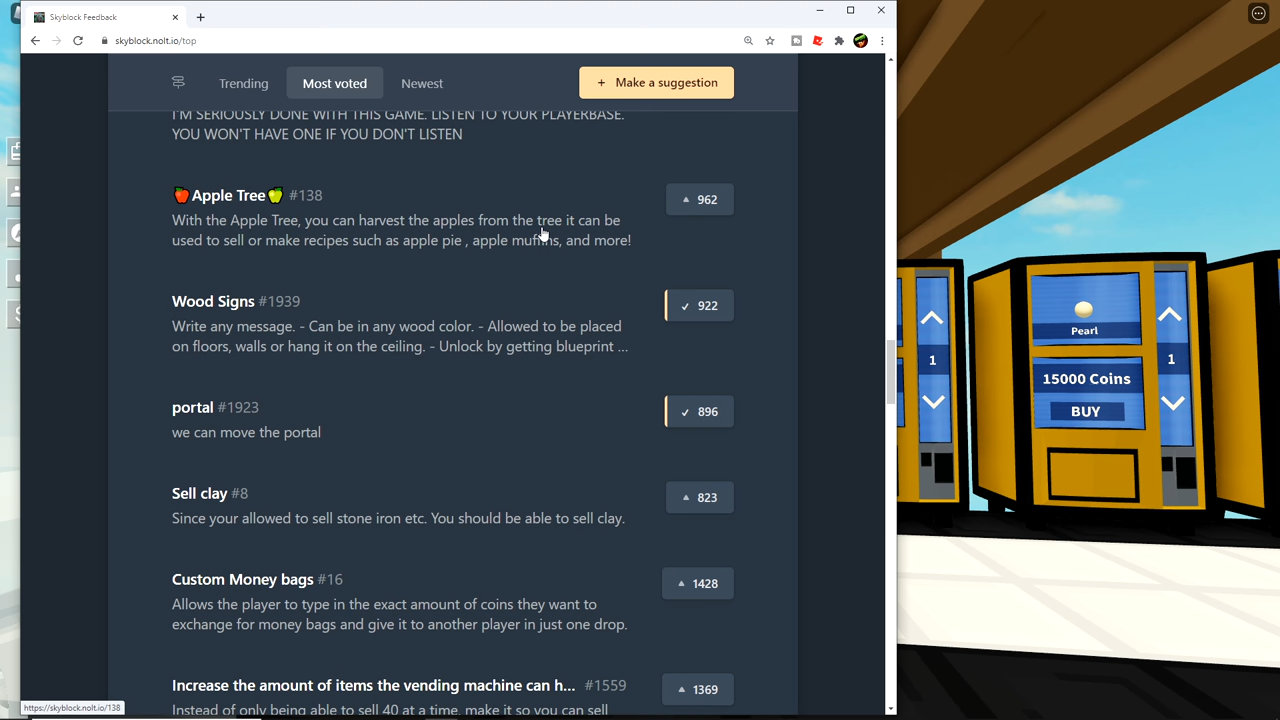 Skyblock Feedback
skyblock.nolt.io/top
Trending
Most voted
Newest
+ Make a suggestion
I'M SERIOUSLY DONE WITH THIS GAME. LISTEN TO YOUR PLAYERBASE.
YOU WON'T HAVE ONE IF YOU DON'T LISTEN
🍎Apple Tree🍏 #138
962
With the Apple Tree, you can harvest the apples from the tree it can be
used to sell or make recipes such as apple pie , apple muffins, and more!
Wood Signs #1939
922
Write any message. - Can be in any wood color. - Allowed to be placed
on floors, walls or hang it on the ceiling. - Unlock by getting blueprint ...
portal #1923
896
we can move the portal
Sell clay #8
823
Since your allowed to sell stone iron etc. You should be able to sell clay.
Custom Money bags #16
1428
Allows the player to type in the exact amount of coins they want to
exchange for money bags and give it to another player in just one drop.
Increase the amount of items the vending machine can h... #1559
1369
Instead of only being able to sell 40 at a time, make it so you can sell
https://skyblock.nolt.io/138
1
Pearl
15000 Coins
BUY
1